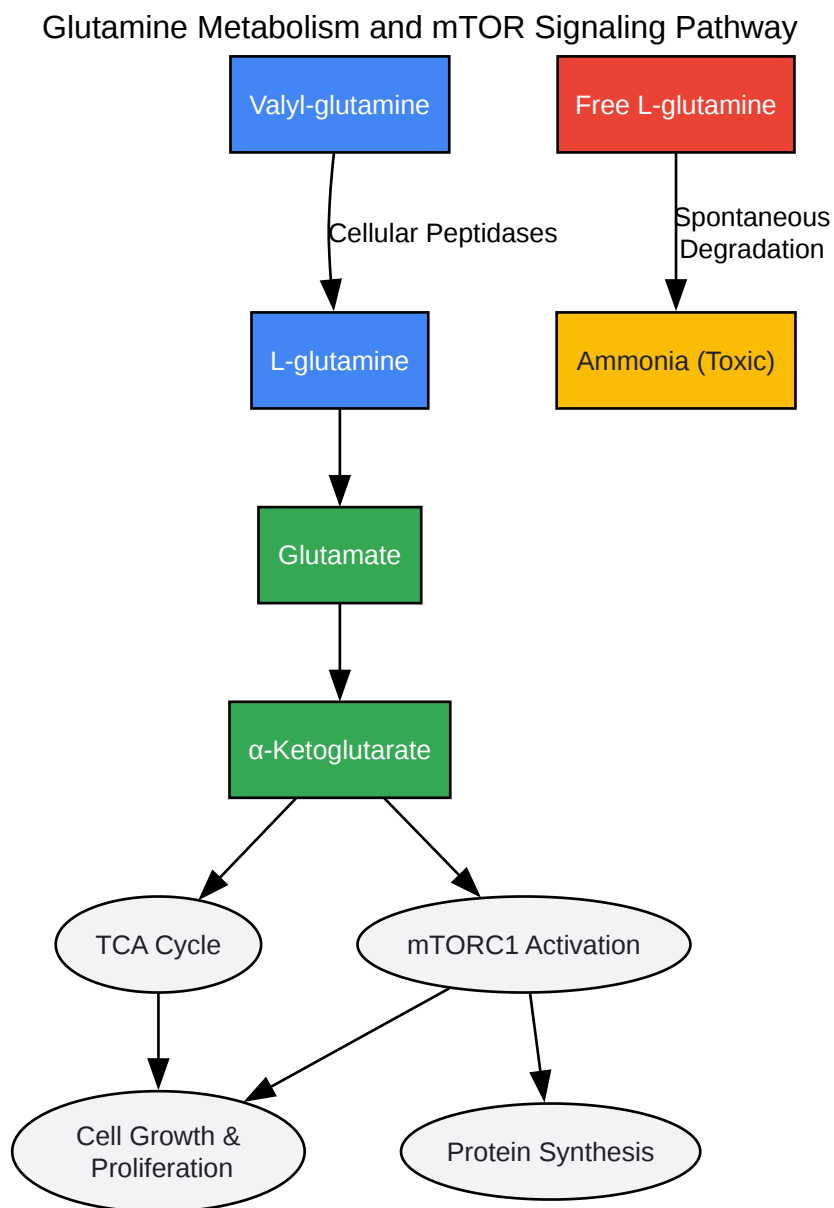 Glutamine Metabolism and mTOR Signaling Pathway
Valyl-glutamine
Free L-glutamine
Cellular Peptidases
Spontaneous
Degradation
L-glutamine
Ammonia (Toxic)
Glutamate
α-Ketoglutarate
TCA Cycle
mTORC1 Activation
Cell Growth &
Proliferation
Protein Synthesis